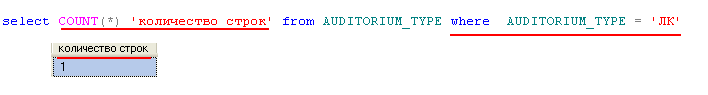 select COUNT(*) 'количество строк' from AUDITORIUM_TYPE where AUDITORIUM_TYPE = 'ЛК'
количество строк
1